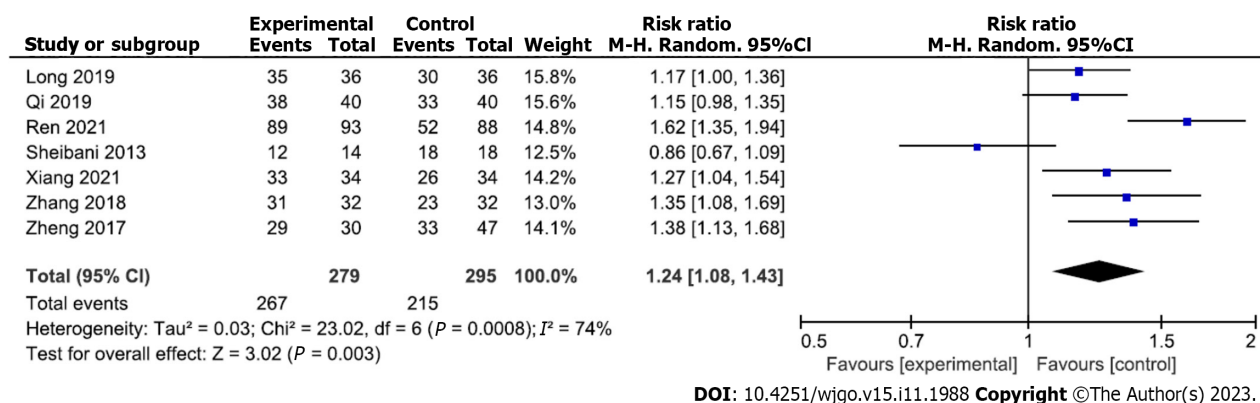 Experimental Control Risk ratio Risk ratio
Study or subgroup Events Total Events Total Weight M-H. Random. 95%Cl M-H. Random. 95%CI
Long 2019 35 36 30 36 15.8% 1.17 [1.00, 1.36]
Qi 2019 38 40 33 40 15.6% 1.15 [0.98, 1.35]
Ren 2021 89 93 52 88 14.8% 1.62 [1.35, 1.94]
Sheibani 2013 12 14 18 18 12.5% 0.86 [0.67, 1.09]
Xiang 2021 33 34 26 34 14.2% 1.27 [1.04, 1.54]
Zhang 2018 31 32 23 32 13.0% 1.35 [1.08, 1.69]
Zheng 2017 29 30 33 47 14.1% 1.38 [1.13, 1.68]
Total (95% CI) 279 295 100.0% 1.24 [1.08, 1.43]
Total events 267 215
Heterogeneity: Tau² = 0.03; Chi² = 23.02, df = 6 (P = 0.0008); I² = 74%
Test for overall effect: Z = 3.02 (P = 0.003)
0.5 0.7 1 1.5 2
Favours [experimental] Favours [control]
DOI: 10.4251/wjgo.v15.i11.1988 Copyright ©The Author(s) 2023.